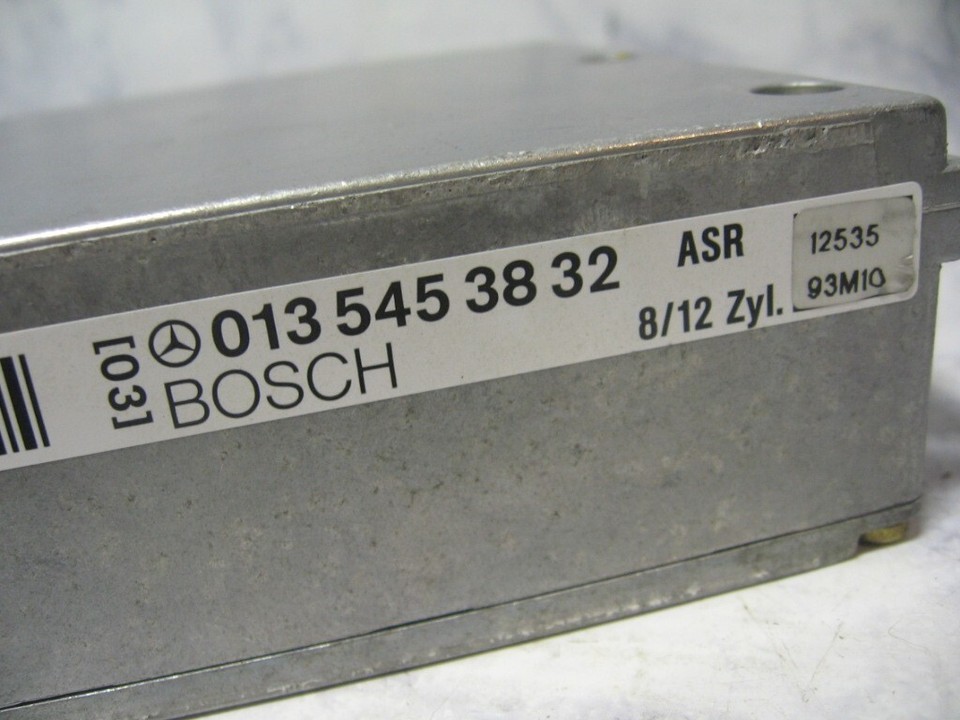 [03]
013 545 38 32
BOSCH
ASR
8/12 Zyl.
12535
93M10